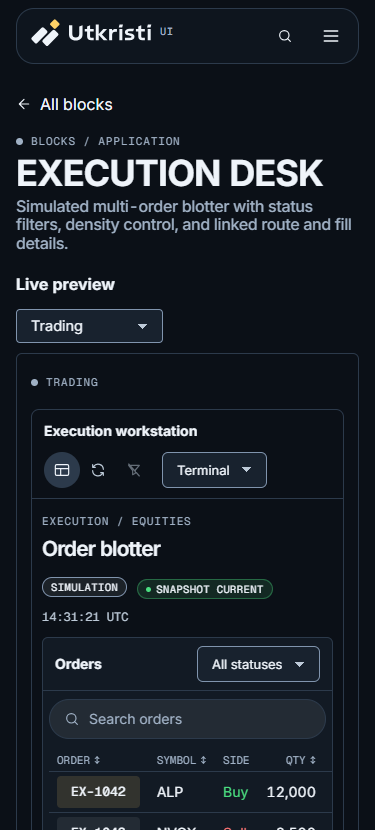 Utkristi UI
All blocks
BLOCKS / APPLICATION
EXECUTION DESK
Simulated multi-order blotter with status
filters, density control, and linked route and fill
details.
Live preview
Trading
TRADING
Execution workstation
Terminal
EXECUTION / EQUITIES
Order blotter
SIMULATION
SNAPSHOT CURRENT
14:31:21 UTC
Orders
All statuses
Search orders
ORDER SYMBOL SIDE QTY
EX-1042 ALP Buy 12,000